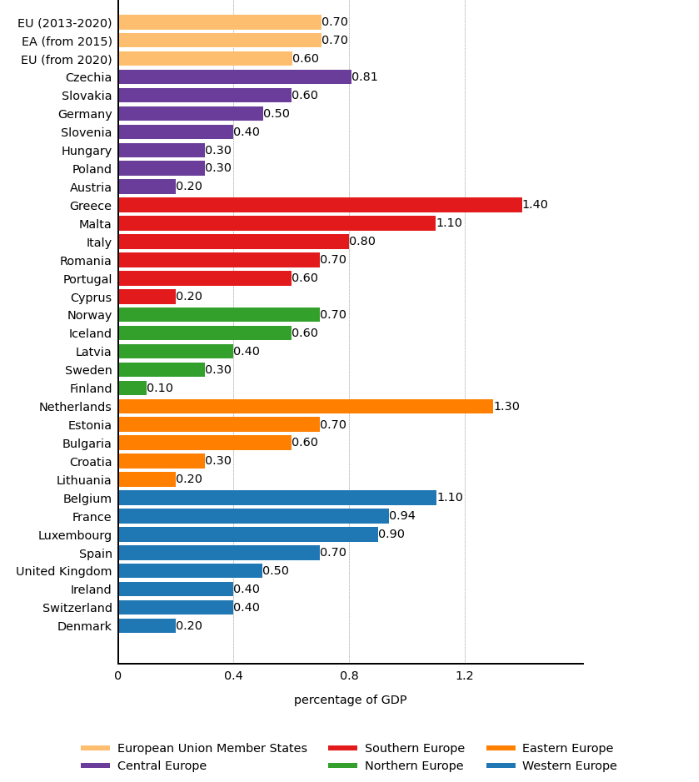 EU (2013-2020) 0.70
EA (from 2015) 0.70
EU (from 2020) 0.60
Czechia 0.81
Slovakia 0.60
Germany 0.50
Slovenia 0.40
Hungary 0.30
Poland 0.30
Austria 0.20
Greece 1.40
Malta 1.10
Italy 0.80
Romania 0.70
Portugal 0.60
Cyprus 0.20
Norway 0.70
Iceland 0.60
Latvia 0.40
Sweden 0.30
Finland 0.10
Netherlands 1.30
Estonia 0.70
Bulgaria 0.60
Croatia 0.30
Lithuania 0.20
Belgium 1.10
France 0.94
Luxembourg 0.90
Spain 0.70
United Kingdom 0.50
Ireland 0.40
Switzerland 0.40
Denmark 0.20
0 0.4 0.8 1.2
percentage of GDP
European Union Member States Southern Europe Eastern Europe
Central Europe Northern Europe Western Europe